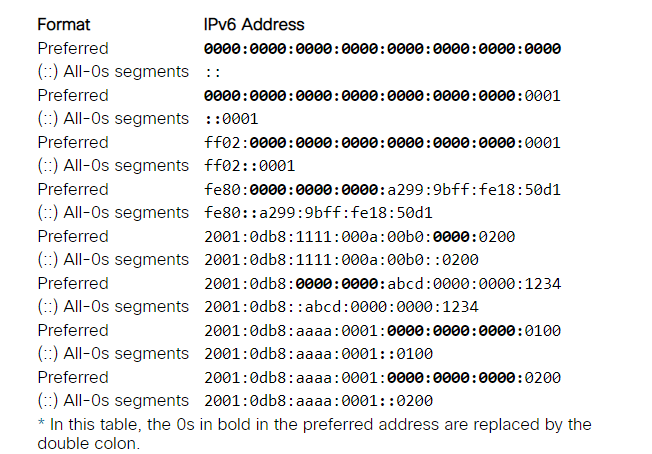 Format IPv6 Address
Preferred 0000:0000:0000:0000:0000:0000:0000:0000
(::) All-0s segments ::
Preferred 0000:0000:0000:0000:0000:0000:0000:0001
(::) All-0s segments ::0001
Preferred ff02:0000:0000:0000:0000:0000:0000:0001
(::) All-0s segments ff02::0001
Preferred fe80:0000:0000:0000:a299:9bff:fe18:50d1
(::) All-0s segments fe80::a299:9bff:fe18:50d1
Preferred 2001:0db8:1111:000a:00b0:0000:0200
(::) All-0s segments 2001:0db8:1111:000a:00b0::0200
Preferred 2001:0db8:0000:0000:abcd:0000:0000:1234
(::) All-0s segments 2001:0db8::abcd:0000:0000:1234
Preferred 2001:0db8:aaaa:0001:0000:0000:0000:0100
(::) All-0s segments 2001:0db8:aaaa:0001::0100
Preferred 2001:0db8:aaaa:0001:0000:0000:0000:0200
(::) All-0s segments 2001:0db8:aaaa:0001::0200
* In this table, the 0s in bold in the preferred address are replaced by the
double colon.